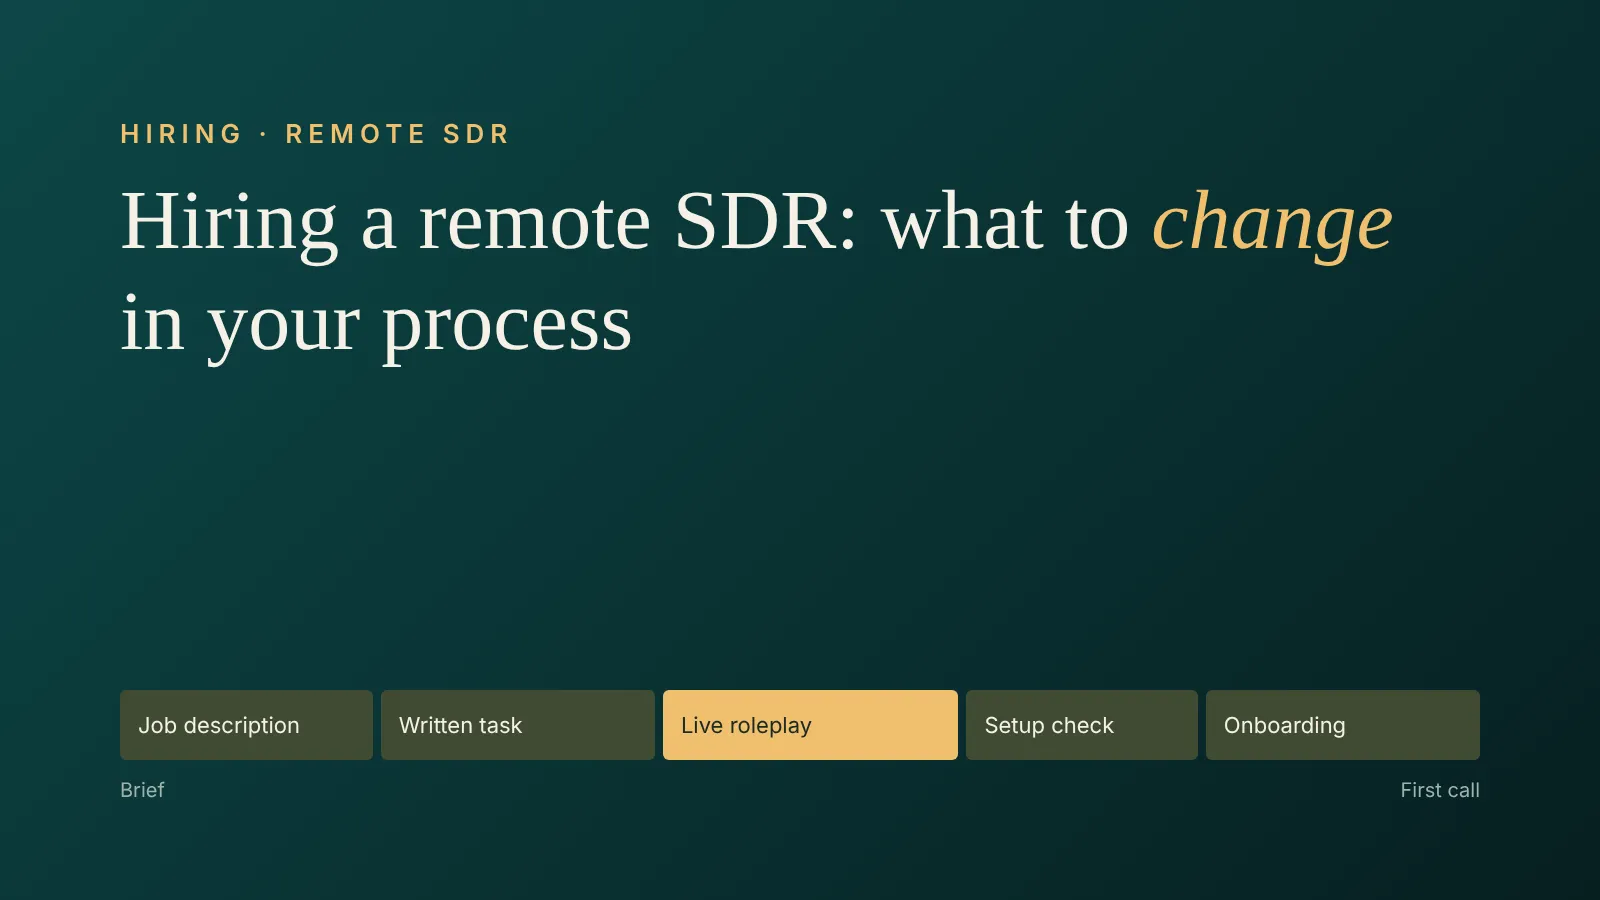 HIRING · REMOTE SDR
Hiring a remote SDR: what to change
in your process
Job description
Written task
Live roleplay
Setup check
Onboarding
Brief
First call